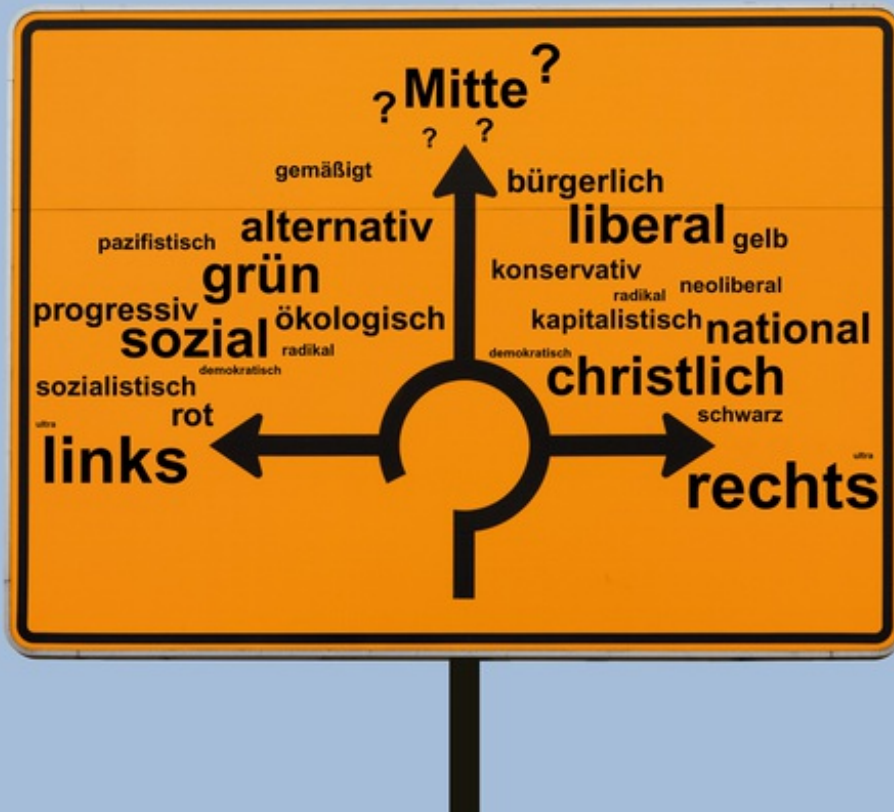 ? Mitte ?
? ?
gemäßigt
bürgerlich
alternativ
liberal
pazifistisch
gelb
grün
konservativ
neoliberal
radikal
progressiv
ökologisch
kapitalistisch
national
sozial
radikal
demokratisch
demokratisch
christlich
sozialistisch
rot
schwarz
ultra
links
ultra
rechts